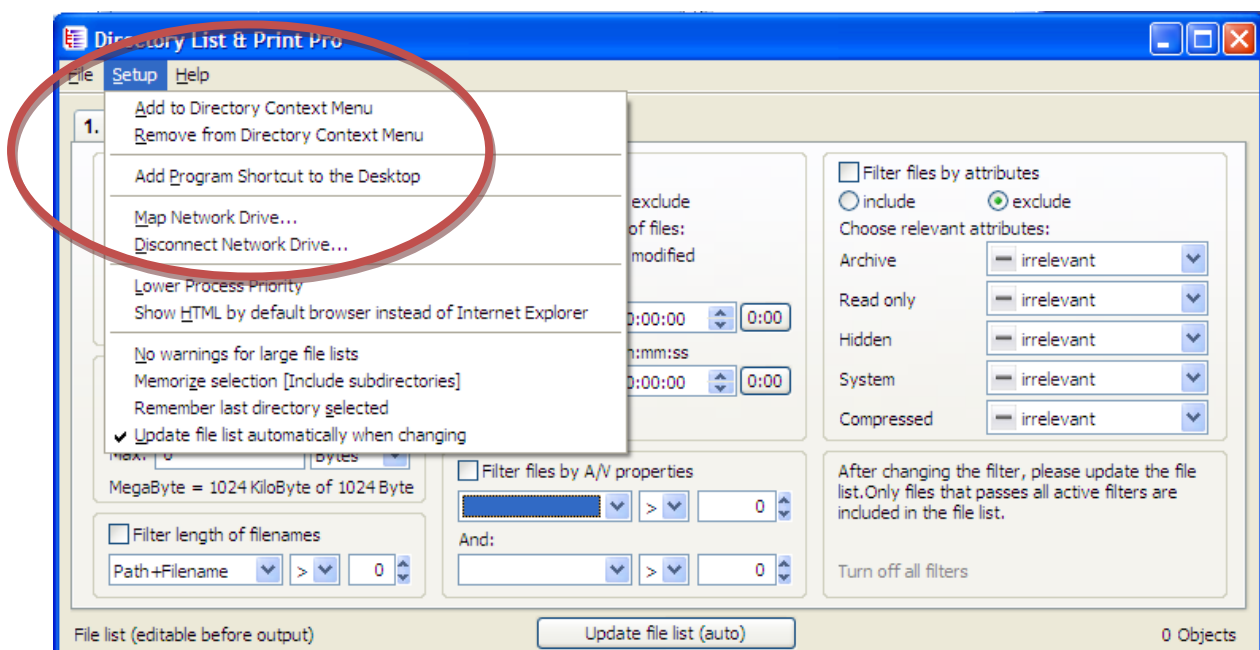 Directory List & Print Pro
File Setup Help
Add to Directory Context Menu
Remove from Directory Context Menu
Add Program Shortcut to the Desktop
Map Network Drive...
Disconnect Network Drive...
Lower Process Priority
Show HTML by default browser instead of Internet Explorer
No warnings for large file lists
Memorize selection [Include subdirectories]
Remember last directory selected
Update file list automatically when changing
1.
exclude
of files:
modified
0:00:00 0:00
:mm:ss
0:00:00 0:00
Filter files by attributes
include exclude
Choose relevant attributes:
Archive irrelevant
Read only irrelevant
Hidden irrelevant
System irrelevant
Compressed irrelevant
Max: 0 Bytes
MegaByte = 1024 KiloByte of 1024 Byte
Filter length of filenames
Path+Filename > 0
Filter files by A/V properties
> 0
And:
> 0
After changing the filter, please update the file
list.Only files that passes all active filters are
included in the file list.
Turn off all filters
File list (editable before output) Update file list (auto) 0 Objects